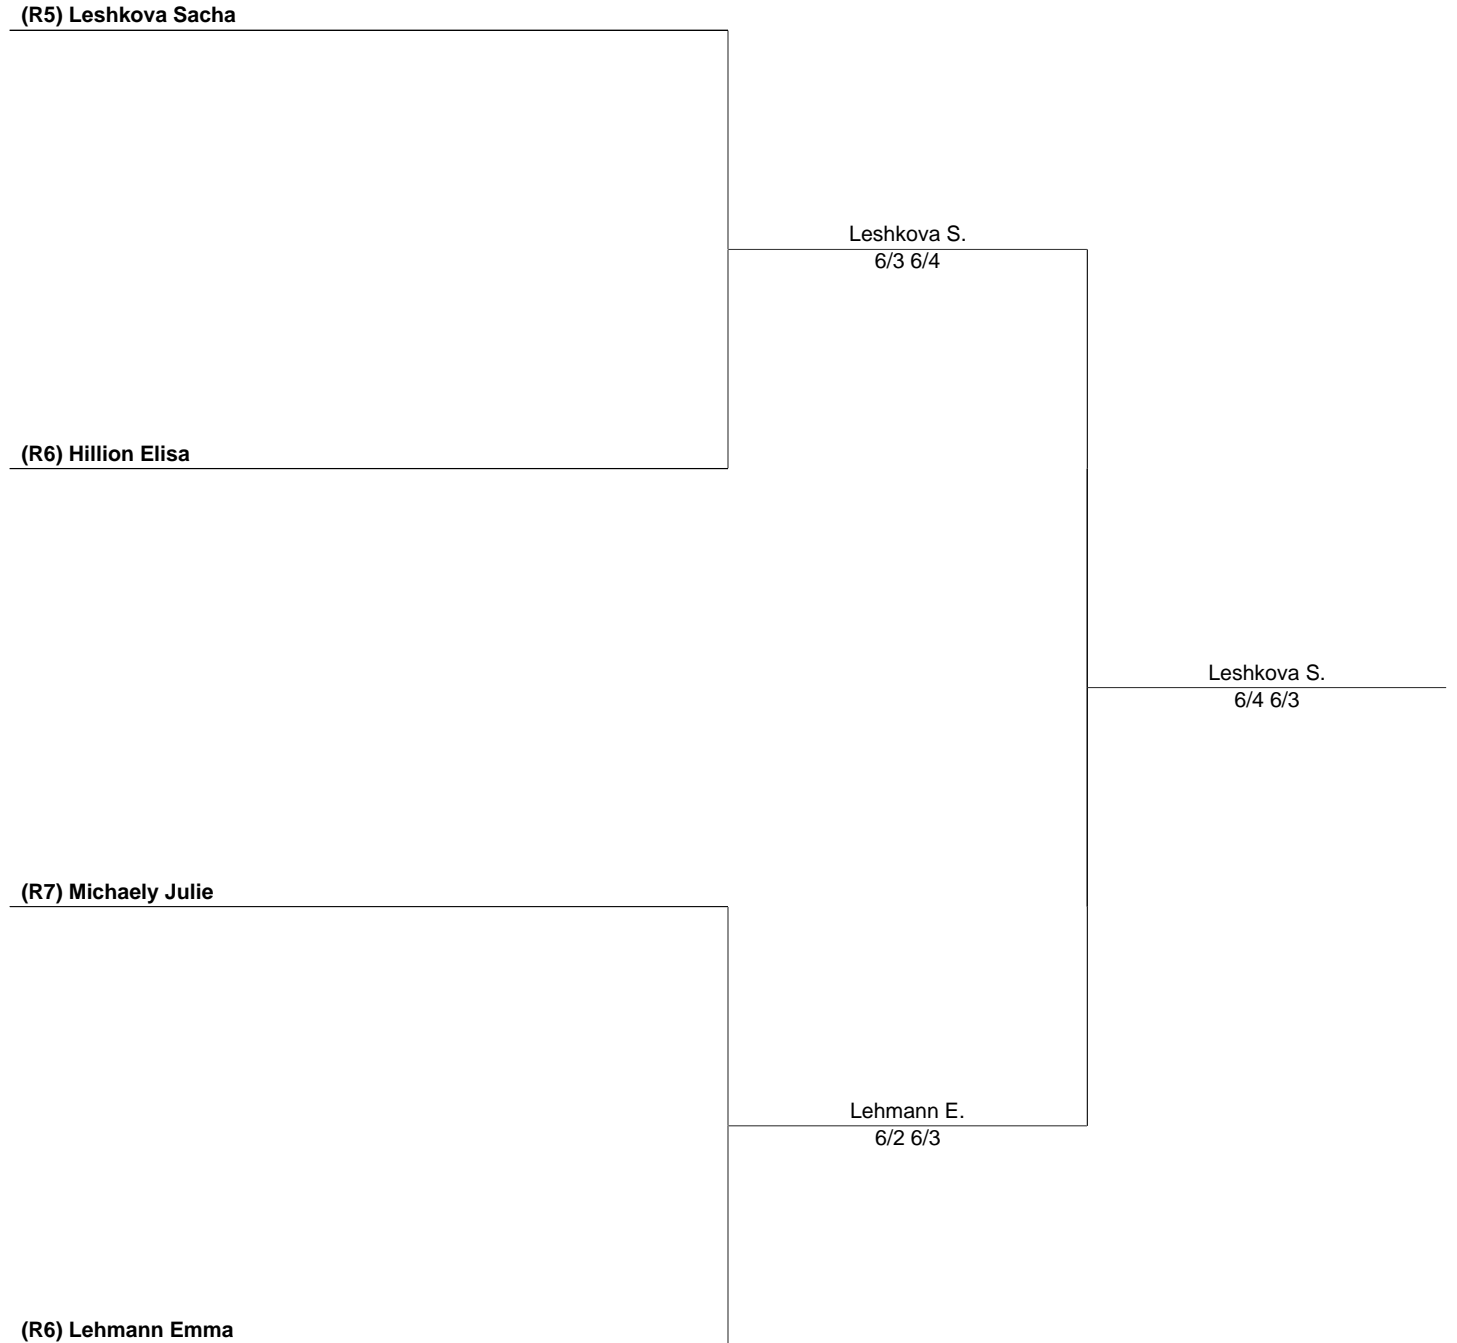 (R5) Leshkova Sacha
Leshkova S.
6/3 6/4
(R6) Hillion Elisa
Leshkova S.
6/4 6/3
(R7) Michaely Julie
Lehmann E.
6/2 6/3
(R6) Lehmann Emma